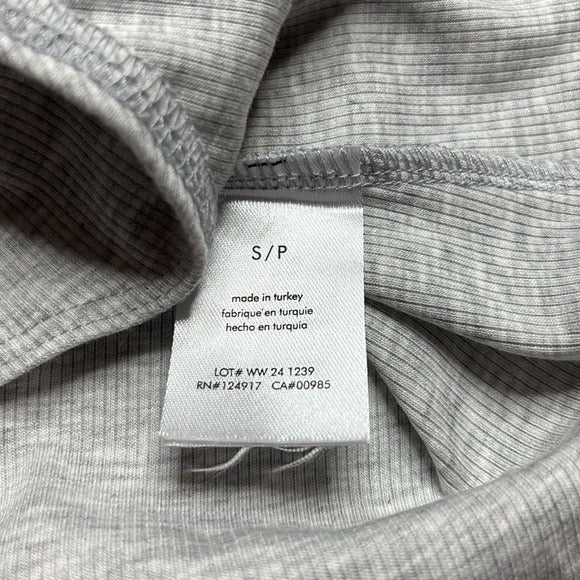 S/P
made in turkey
fabriqué en turquie
hecho en turquia
LOT# WW 24 1239
RN#124917 CA#00985